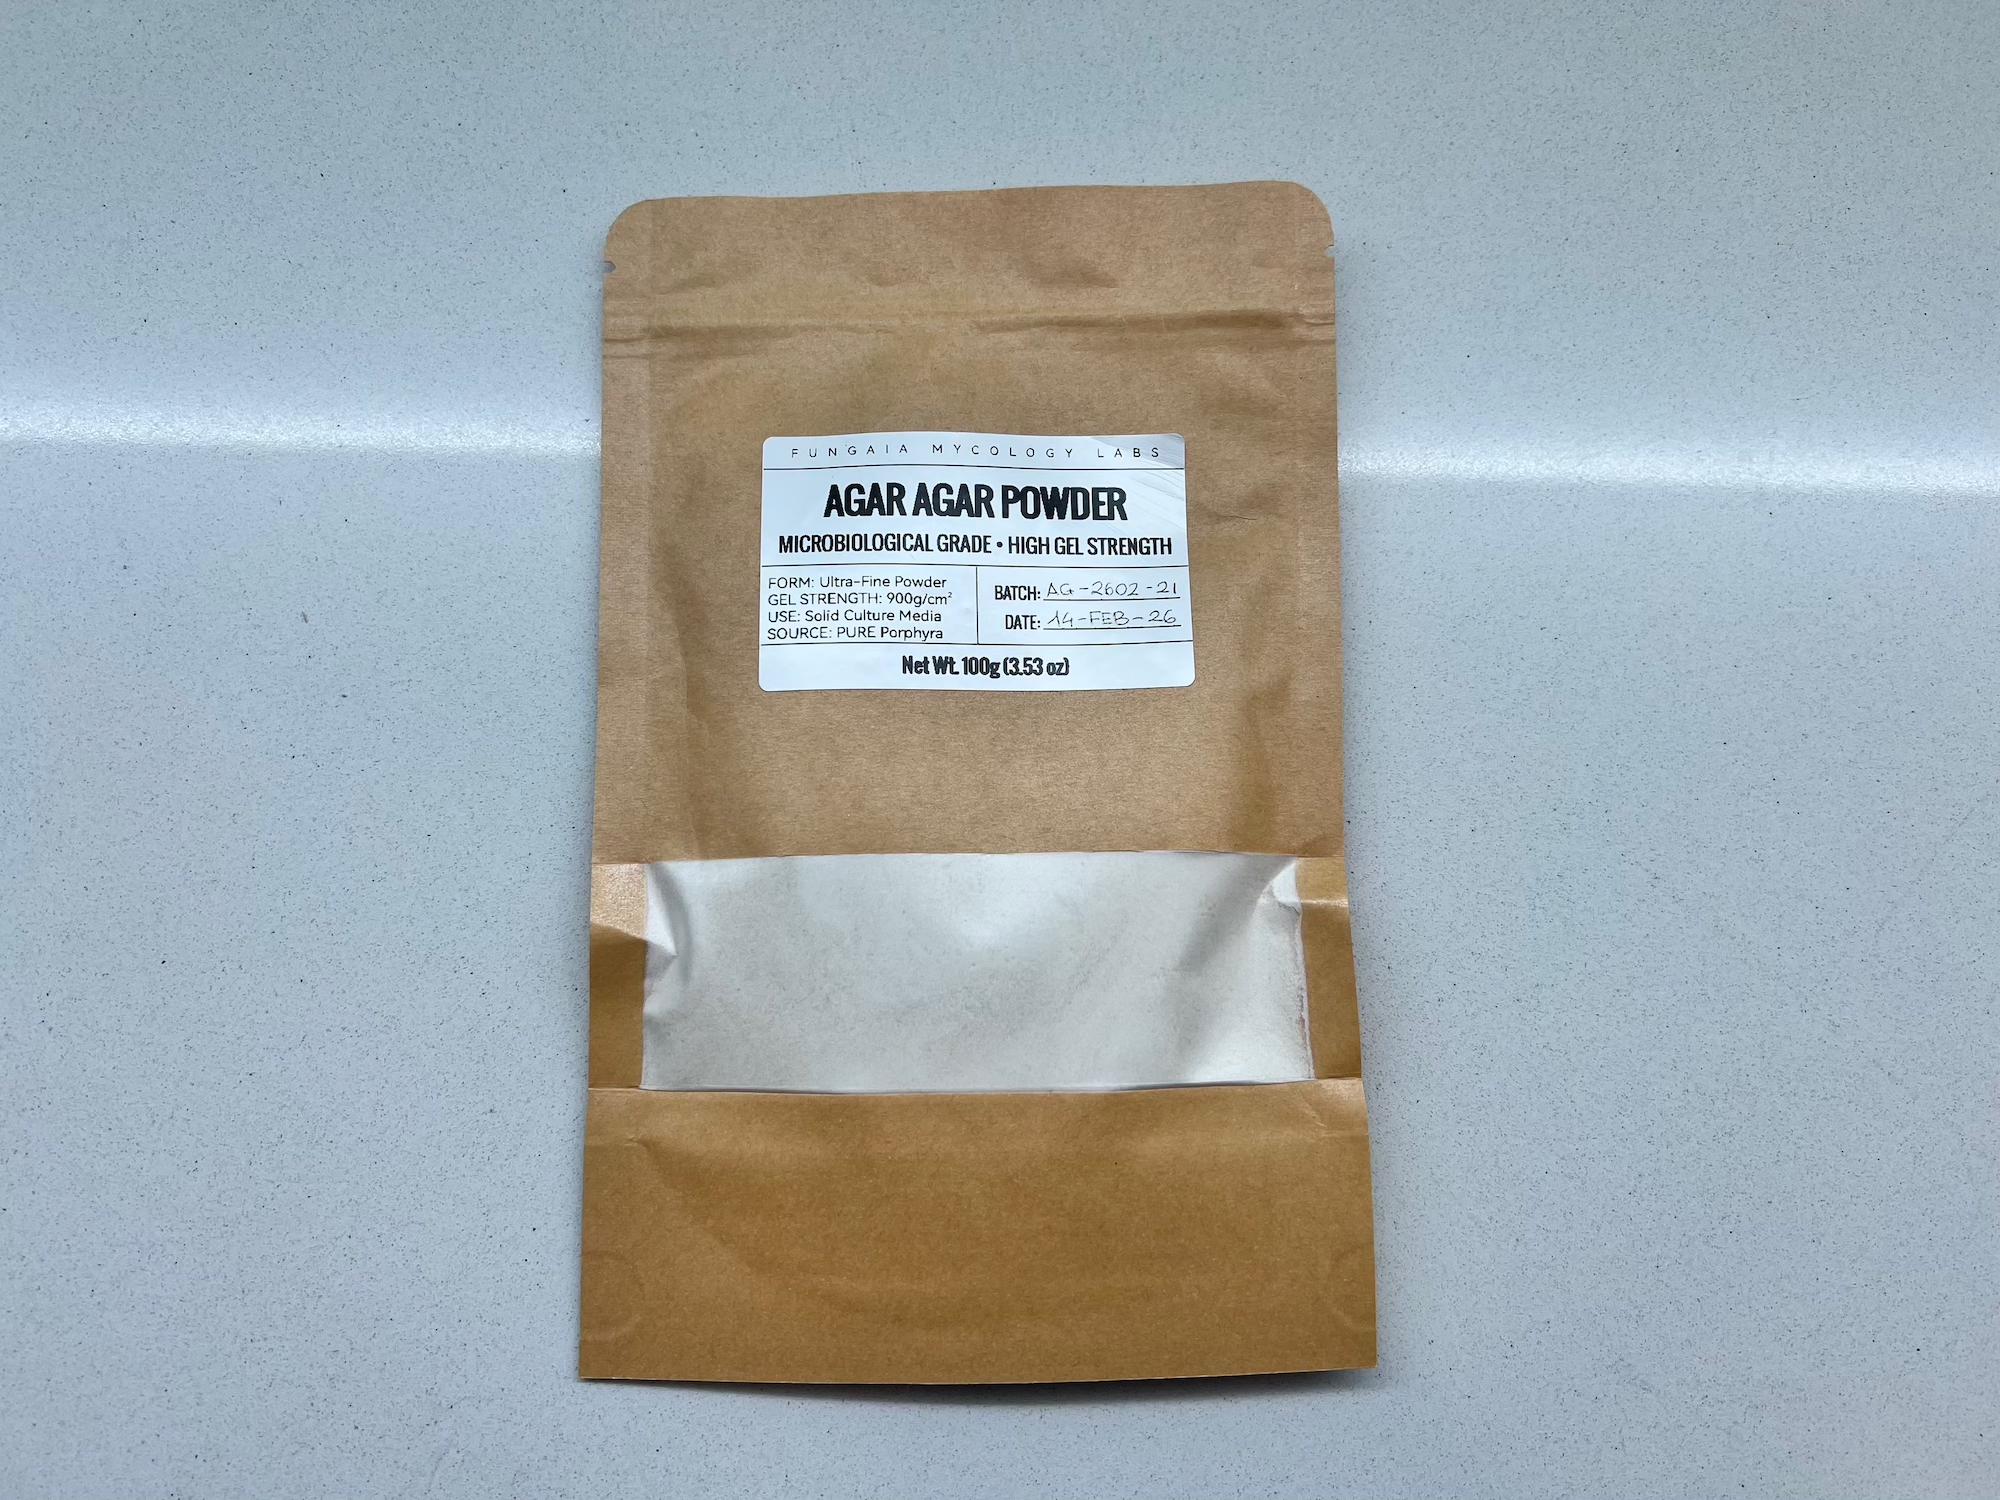 FUNGAIA MYCOLOGY LABS
AGAR AGAR POWDER
MICROBIOLOGICAL GRADE • HIGH GEL STRENGTH
FORM: Ultra-Fine Powder
GEL STRENGTH: 900g/cm²
USE: Solid Culture Media
SOURCE: PURE Porphyra
BATCH: AG-2602-21
DATE: 14-FEB-26
Net Wt. 100g (3.53 oz)